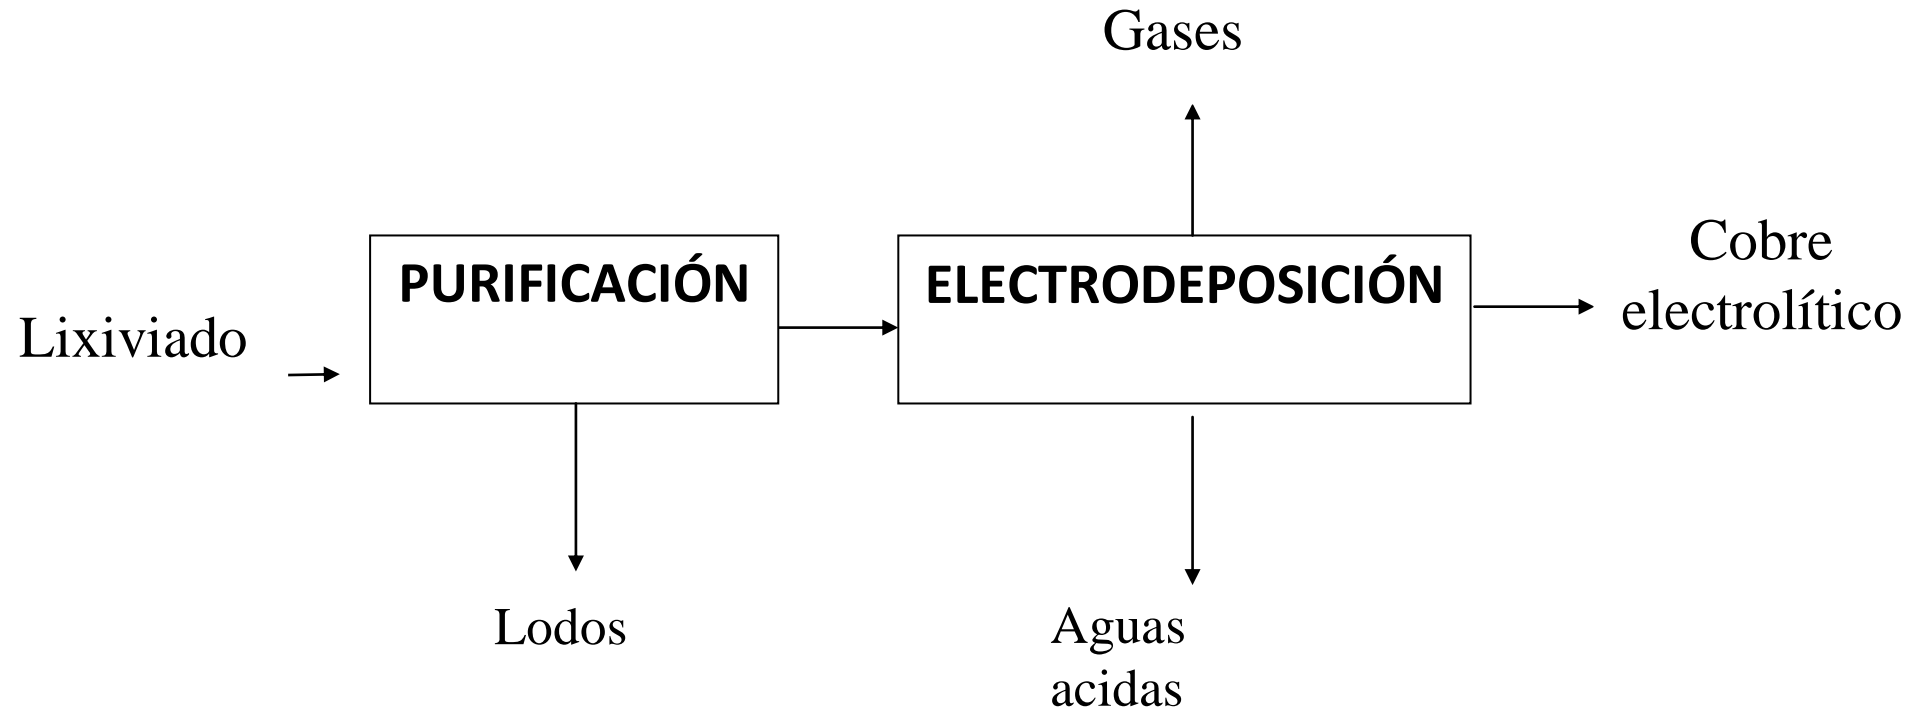 Gases
PURIFICACIÓN
ELECTRODEPOSICIÓN
Cobre
electrolítico
Lixiviado
Lodos
Aguas
acidas